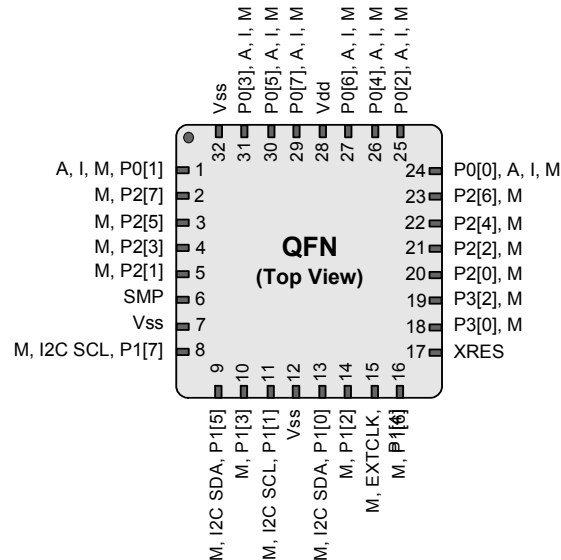 Vss
P0[3], A, I, M
P0[5], A, I, M
P0[7], A, I, M
Vdd
P0[6], A, I, M
P0[4], A, I, M
P0[2], A, I, M
32
31
30
29
28
27
26
25
A, I, M, P0[1]
1
M, P2[7]
2
M, P2[5]
3
M, P2[3]
4
M, P2[1]
5
SMP
6
Vss
7
M, I2C SCL, P1[7]
8
QFN
(Top View)
24
P0[0], A, I, M
23
P2[6], M
22
P2[4], M
21
P2[2], M
20
P2[0], M
19
P3[2], M
18
P3[0], M
17
XRES
9
10
11
12
13
14
15
16
M, I2C SDA, P1[5]
M, P1[3]
M, I2C SCL, P1[1]
Vss
M, I2C SDA, P1[0]
M, P1[2]
M, EXTCLK,
P1[4]
M, P1[6]